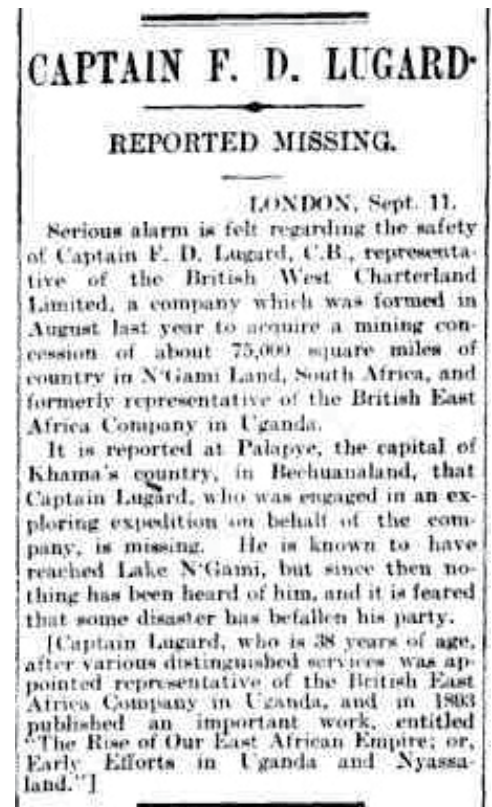 CAPTAIN F. D. LUGARD.
REPORTED MISSING.
LONDON, Sept. 11.
Serious alarm is felt regarding the safety
of Captain F. D. Lugard, C.B., representa-
tive of the British West Charterland
Limited, a company which was formed in
August last year to acquire a mining con-
cession of about 75,000 square miles of
country in N'Gami Land, South Africa, and
formerly representative of the British East
Africa Company in Uganda.
It is reported at Palapye, the capital of
Khama's country, in Bechuanaland, that
Captain Lugard, who was engaged in an ex-
ploring expedition on behalf of the com-
pany, is missing. He is known to have
reached Lake N'Gami, but since then no-
thing has been heard of him, and it is feared
that some disaster has befallen his party.
[Captain Lugard, who is 38 years of age,
after various distinguished services was ap-
pointed representative of the British East
Africa Company in Uganda, and in 1893
published an important work, entitled
"The Rise of Our East African Empire; or,
Early Efforts in Uganda and Nyassa-
land."]